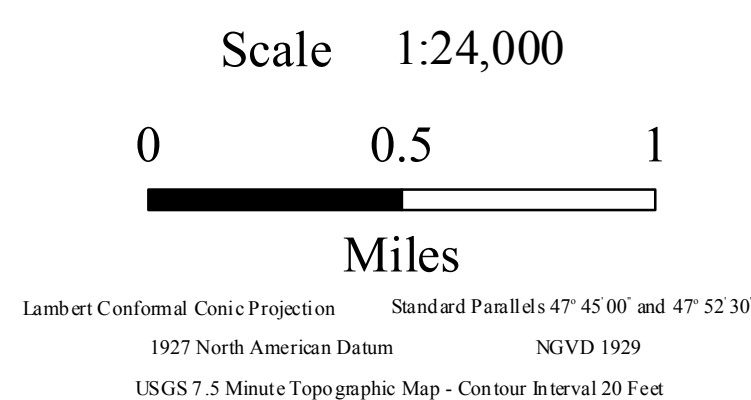 Scale 1:24,000
0 0.5 1
Miles
Lambert Conformal Conic Projection Standard Parallels 47° 45' 00" and 47° 52' 30"
1927 North American Datum NGVD 1929
USGS 7.5 Minute Topographic Map - Contour Interval 20 Feet